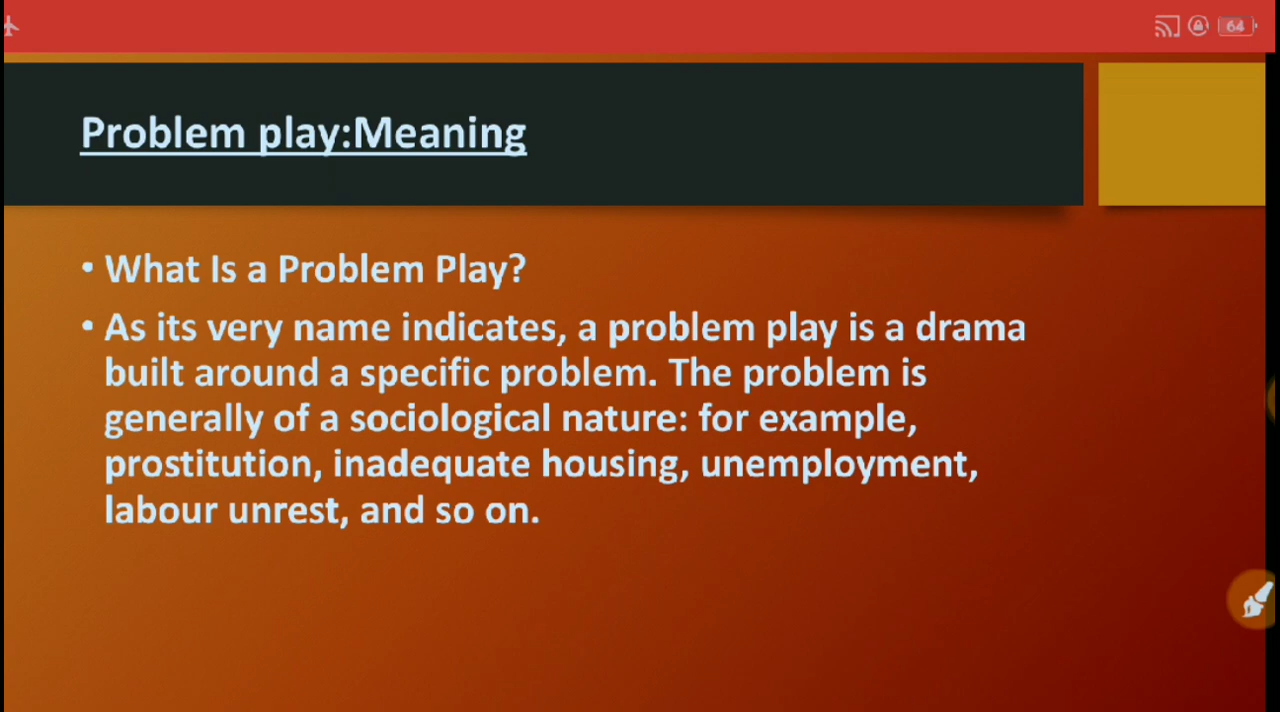 64
Problem play:Meaning
• What Is a Problem Play?
• As its very name indicates, a problem play is a drama
built around a specific problem. The problem is
generally of a sociological nature: for example,
prostitution, inadequate housing, unemployment,
labour unrest, and so on.